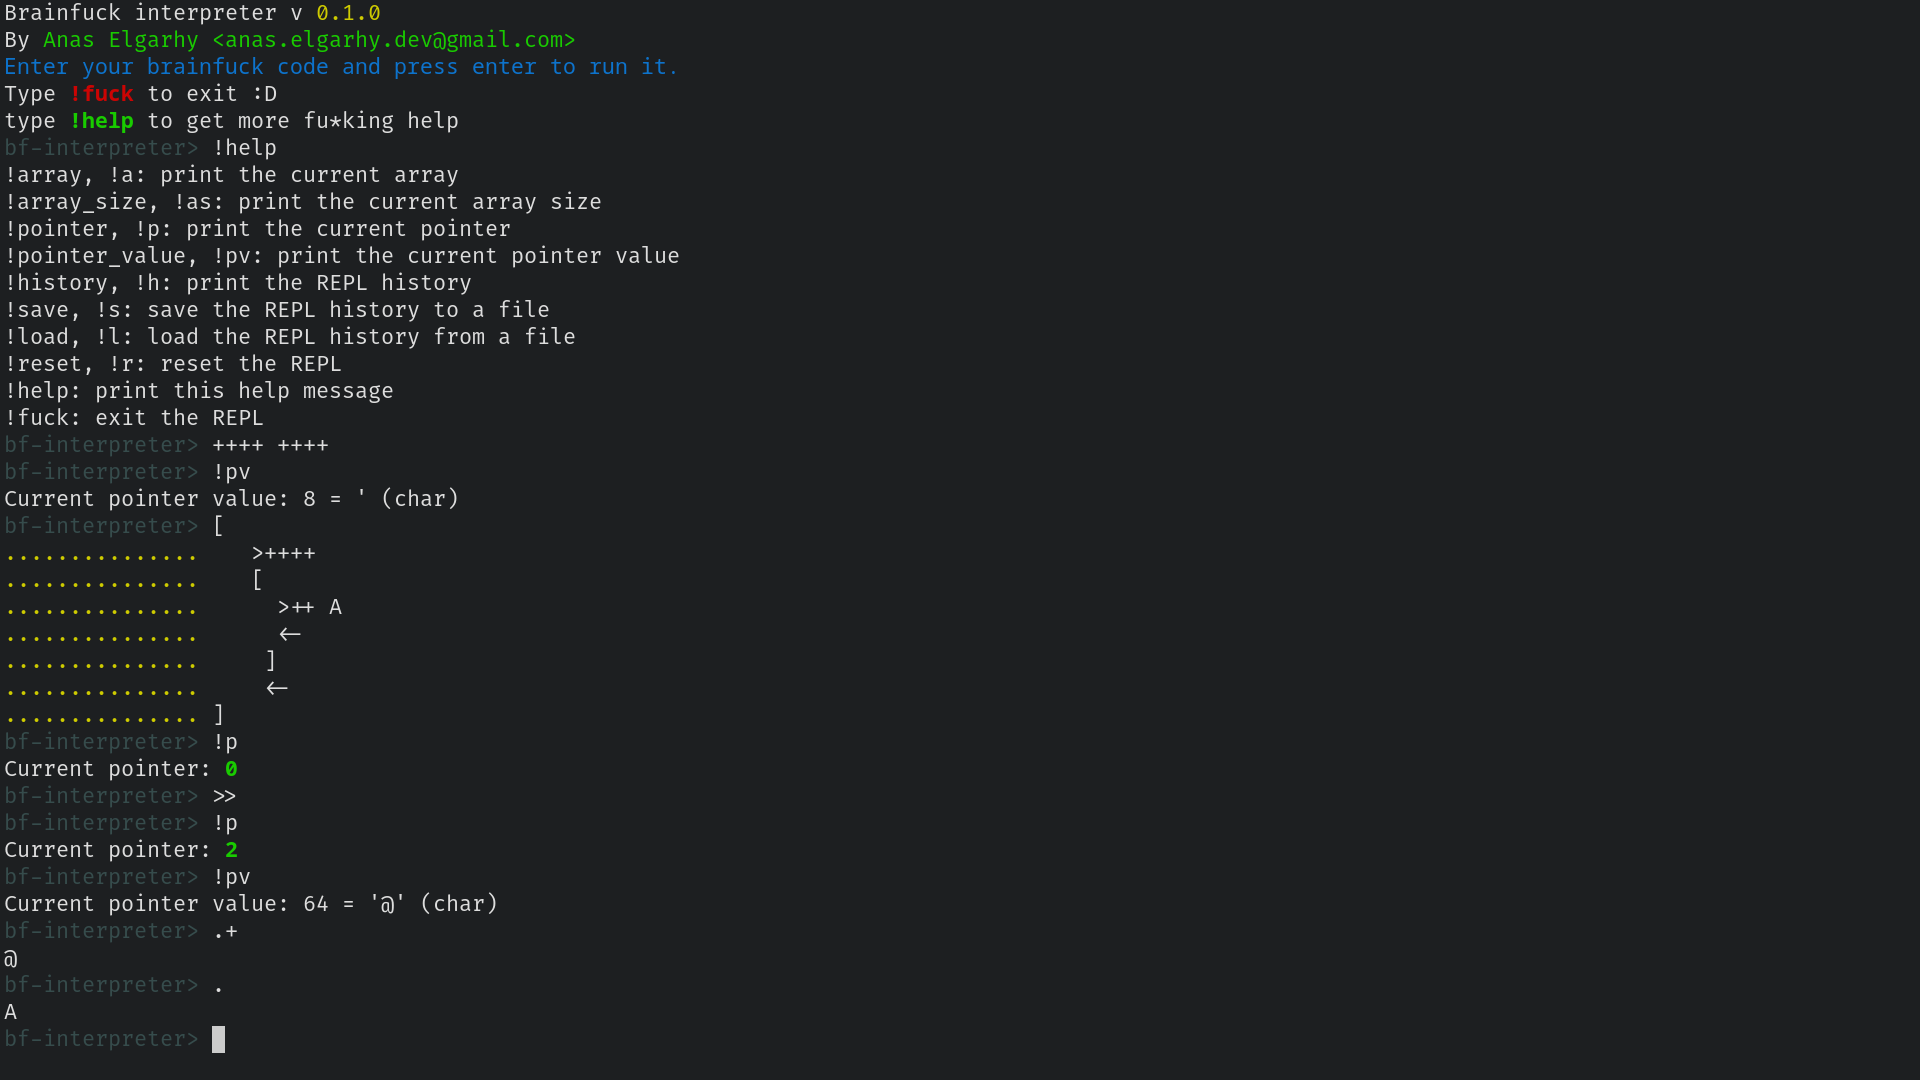 Brainfuck interpreter v 0.1.0
By Anas Elgarhy <anas.elgarhy.dev@gmail.com>
Enter your brainfuck code and press enter to run it.
Type !fuck to exit :D
type !help to get more fu*king help
bf-interpreter> !help
!array, !a: print the current array
!array_size, !as: print the current array size
!pointer, !p: print the current pointer
!pointer_value, !pv: print the current pointer value
!history, !h: print the REPL history
!save, !s: save the REPL history to a file
!load, !l: load the REPL history from a file
!reset, !r: reset the REPL
!help: print this help message
!fuck: exit the REPL
bf-interpreter> ++++ ++++
bf-interpreter> !pv
Current pointer value: 8 = ' (char)
bf-interpreter> [
...............    >++++
...............    [
...............      >++ A
...............      <-
...............     ]
...............     <-
............... ]
bf-interpreter> !p
Current pointer: 0
bf-interpreter> >>
bf-interpreter> !p
Current pointer: 2
bf-interpreter> !pv
Current pointer value: 64 = '@' (char)
bf-interpreter> .+
@
bf-interpreter> .
A
bf-interpreter>